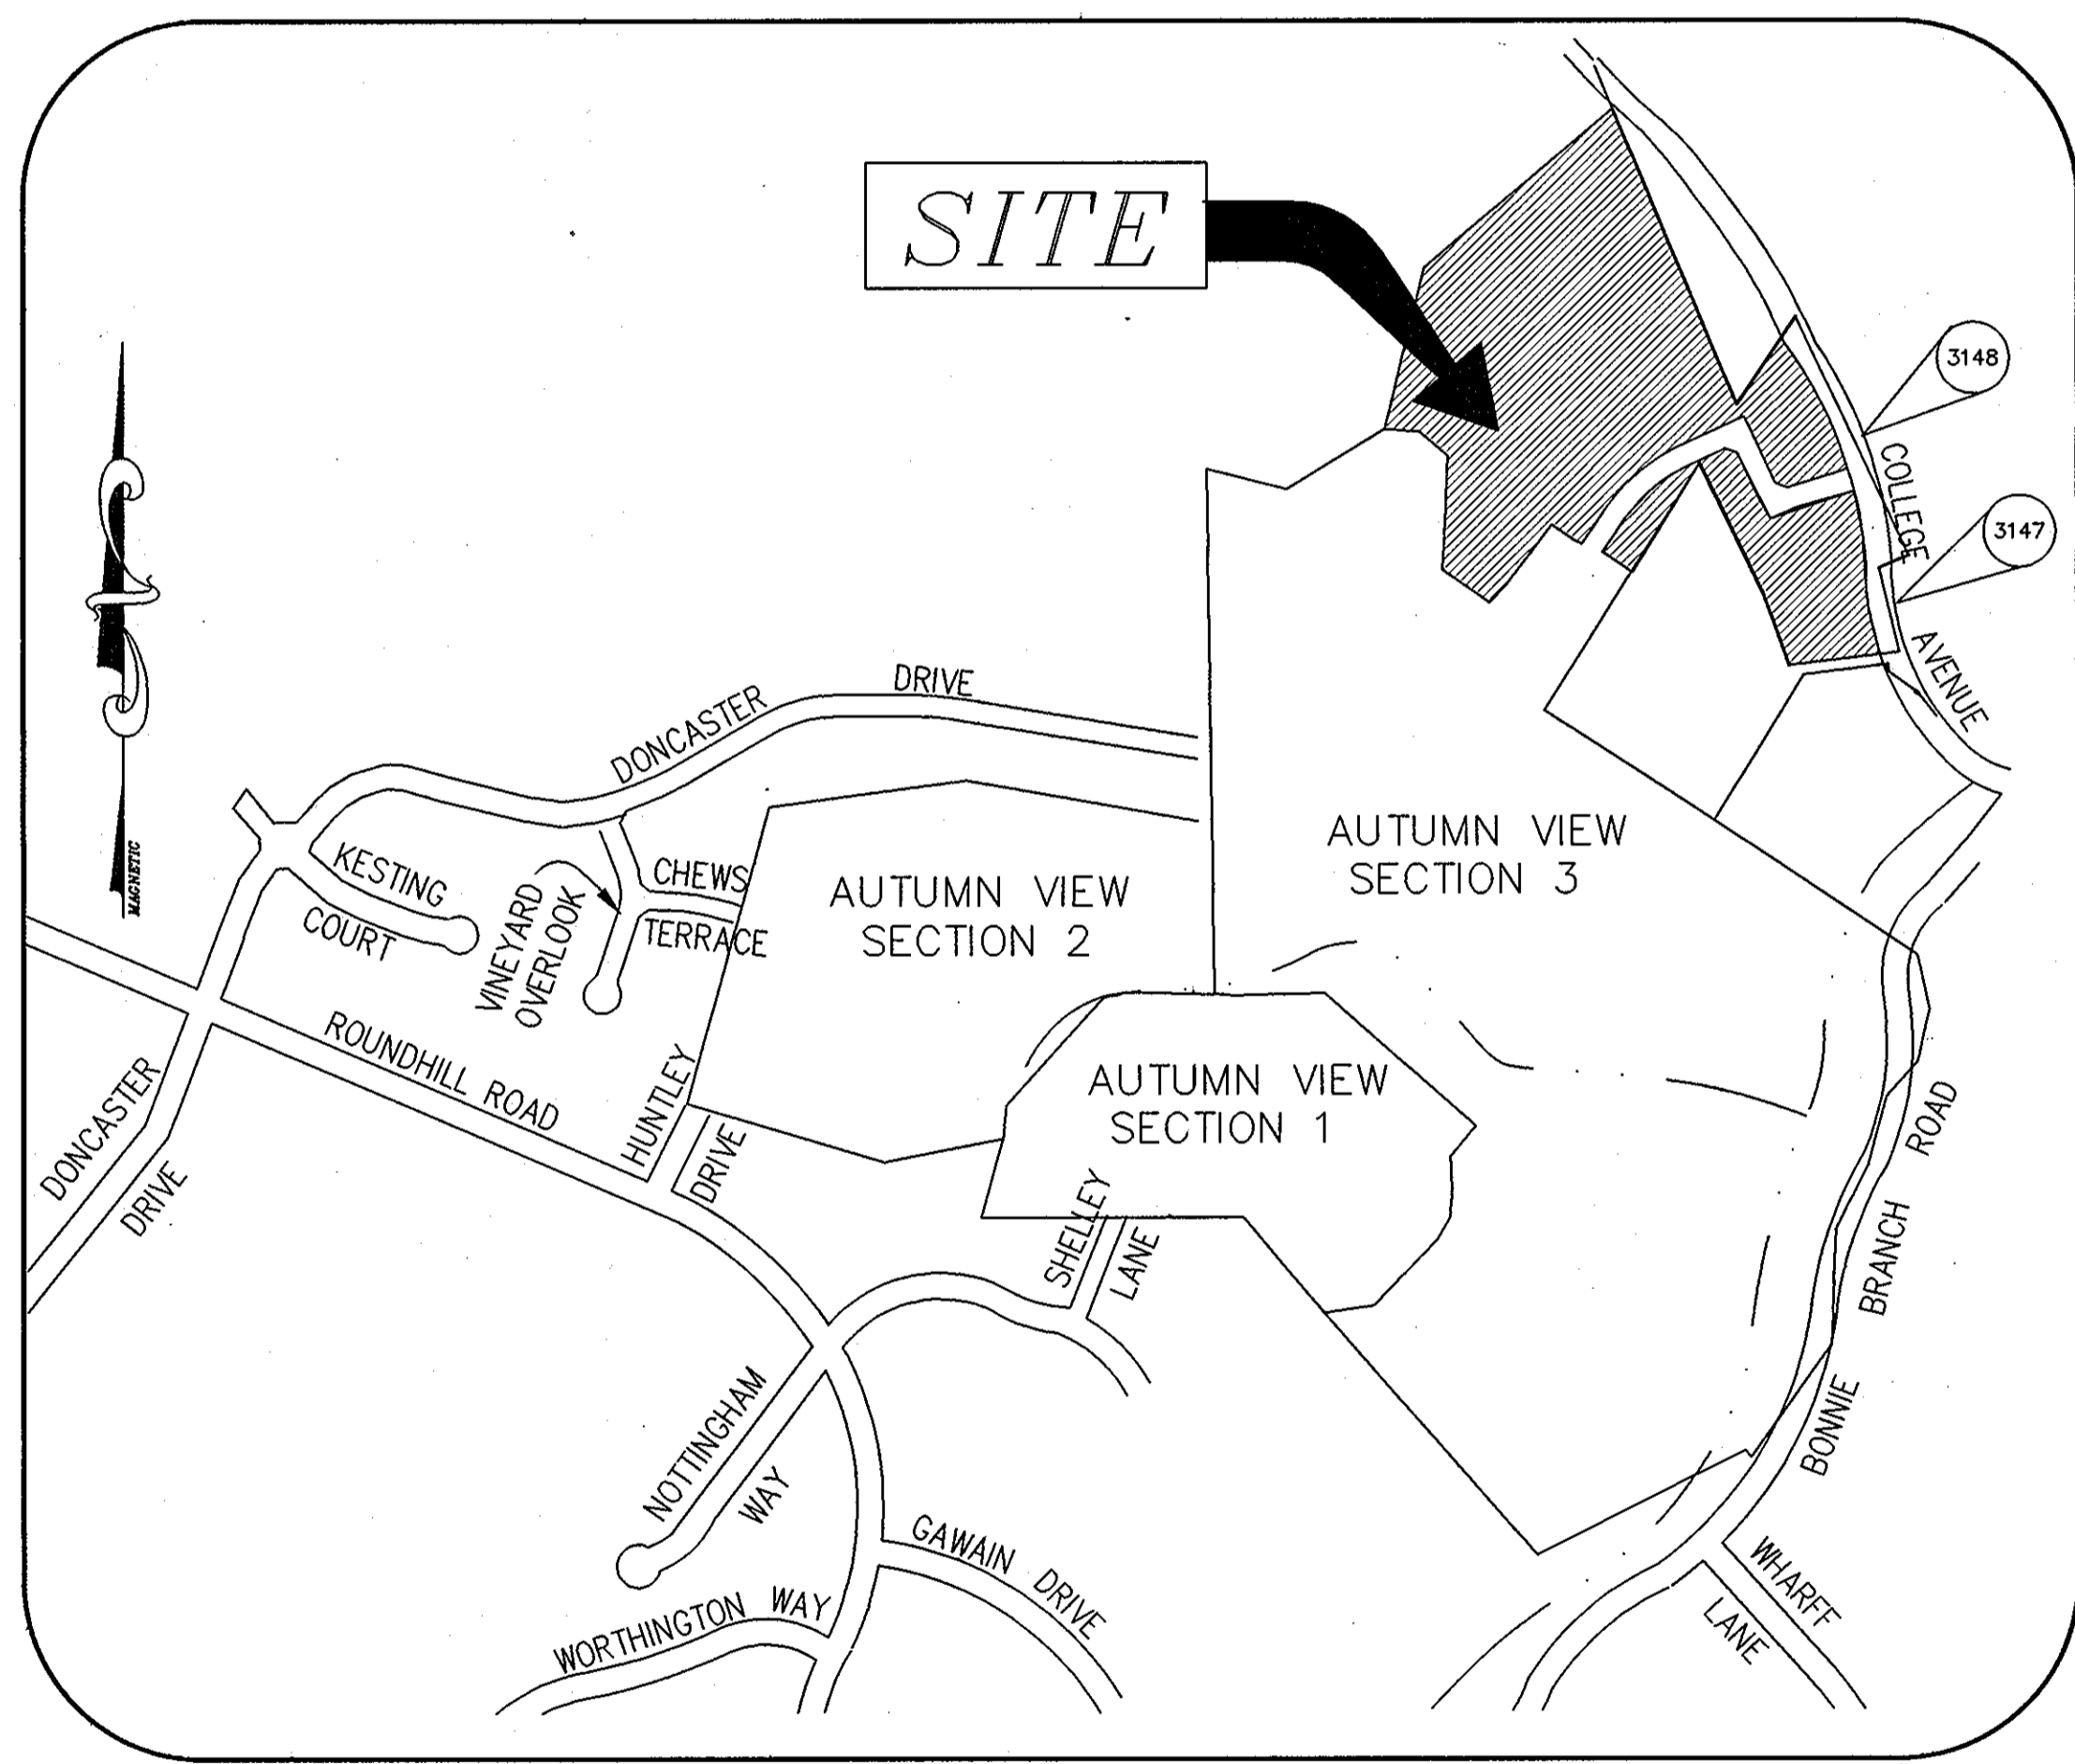 SITE
3148
COLLEGE
3147
AVENUE
MAGNETIC
DONCASTER
DRIVE
KESTING
COURT
VINEYARD
OVERLOOK
CHEWS
TERRACE
AUTUMN VIEW
SECTION 2
AUTUMN VIEW
SECTION 3
AUTUMN VIEW
SECTION 1
ROUNDHILL ROAD
HUNTLEY
DRIVE
DONCASTER
DRIVE
SHELLEY
LANE
BONNIE BRANCH ROAD
NOTTINGHAM
WAY
GAWAIN DRIVE
WORTHINGTON WAY
WHARFF
LANE